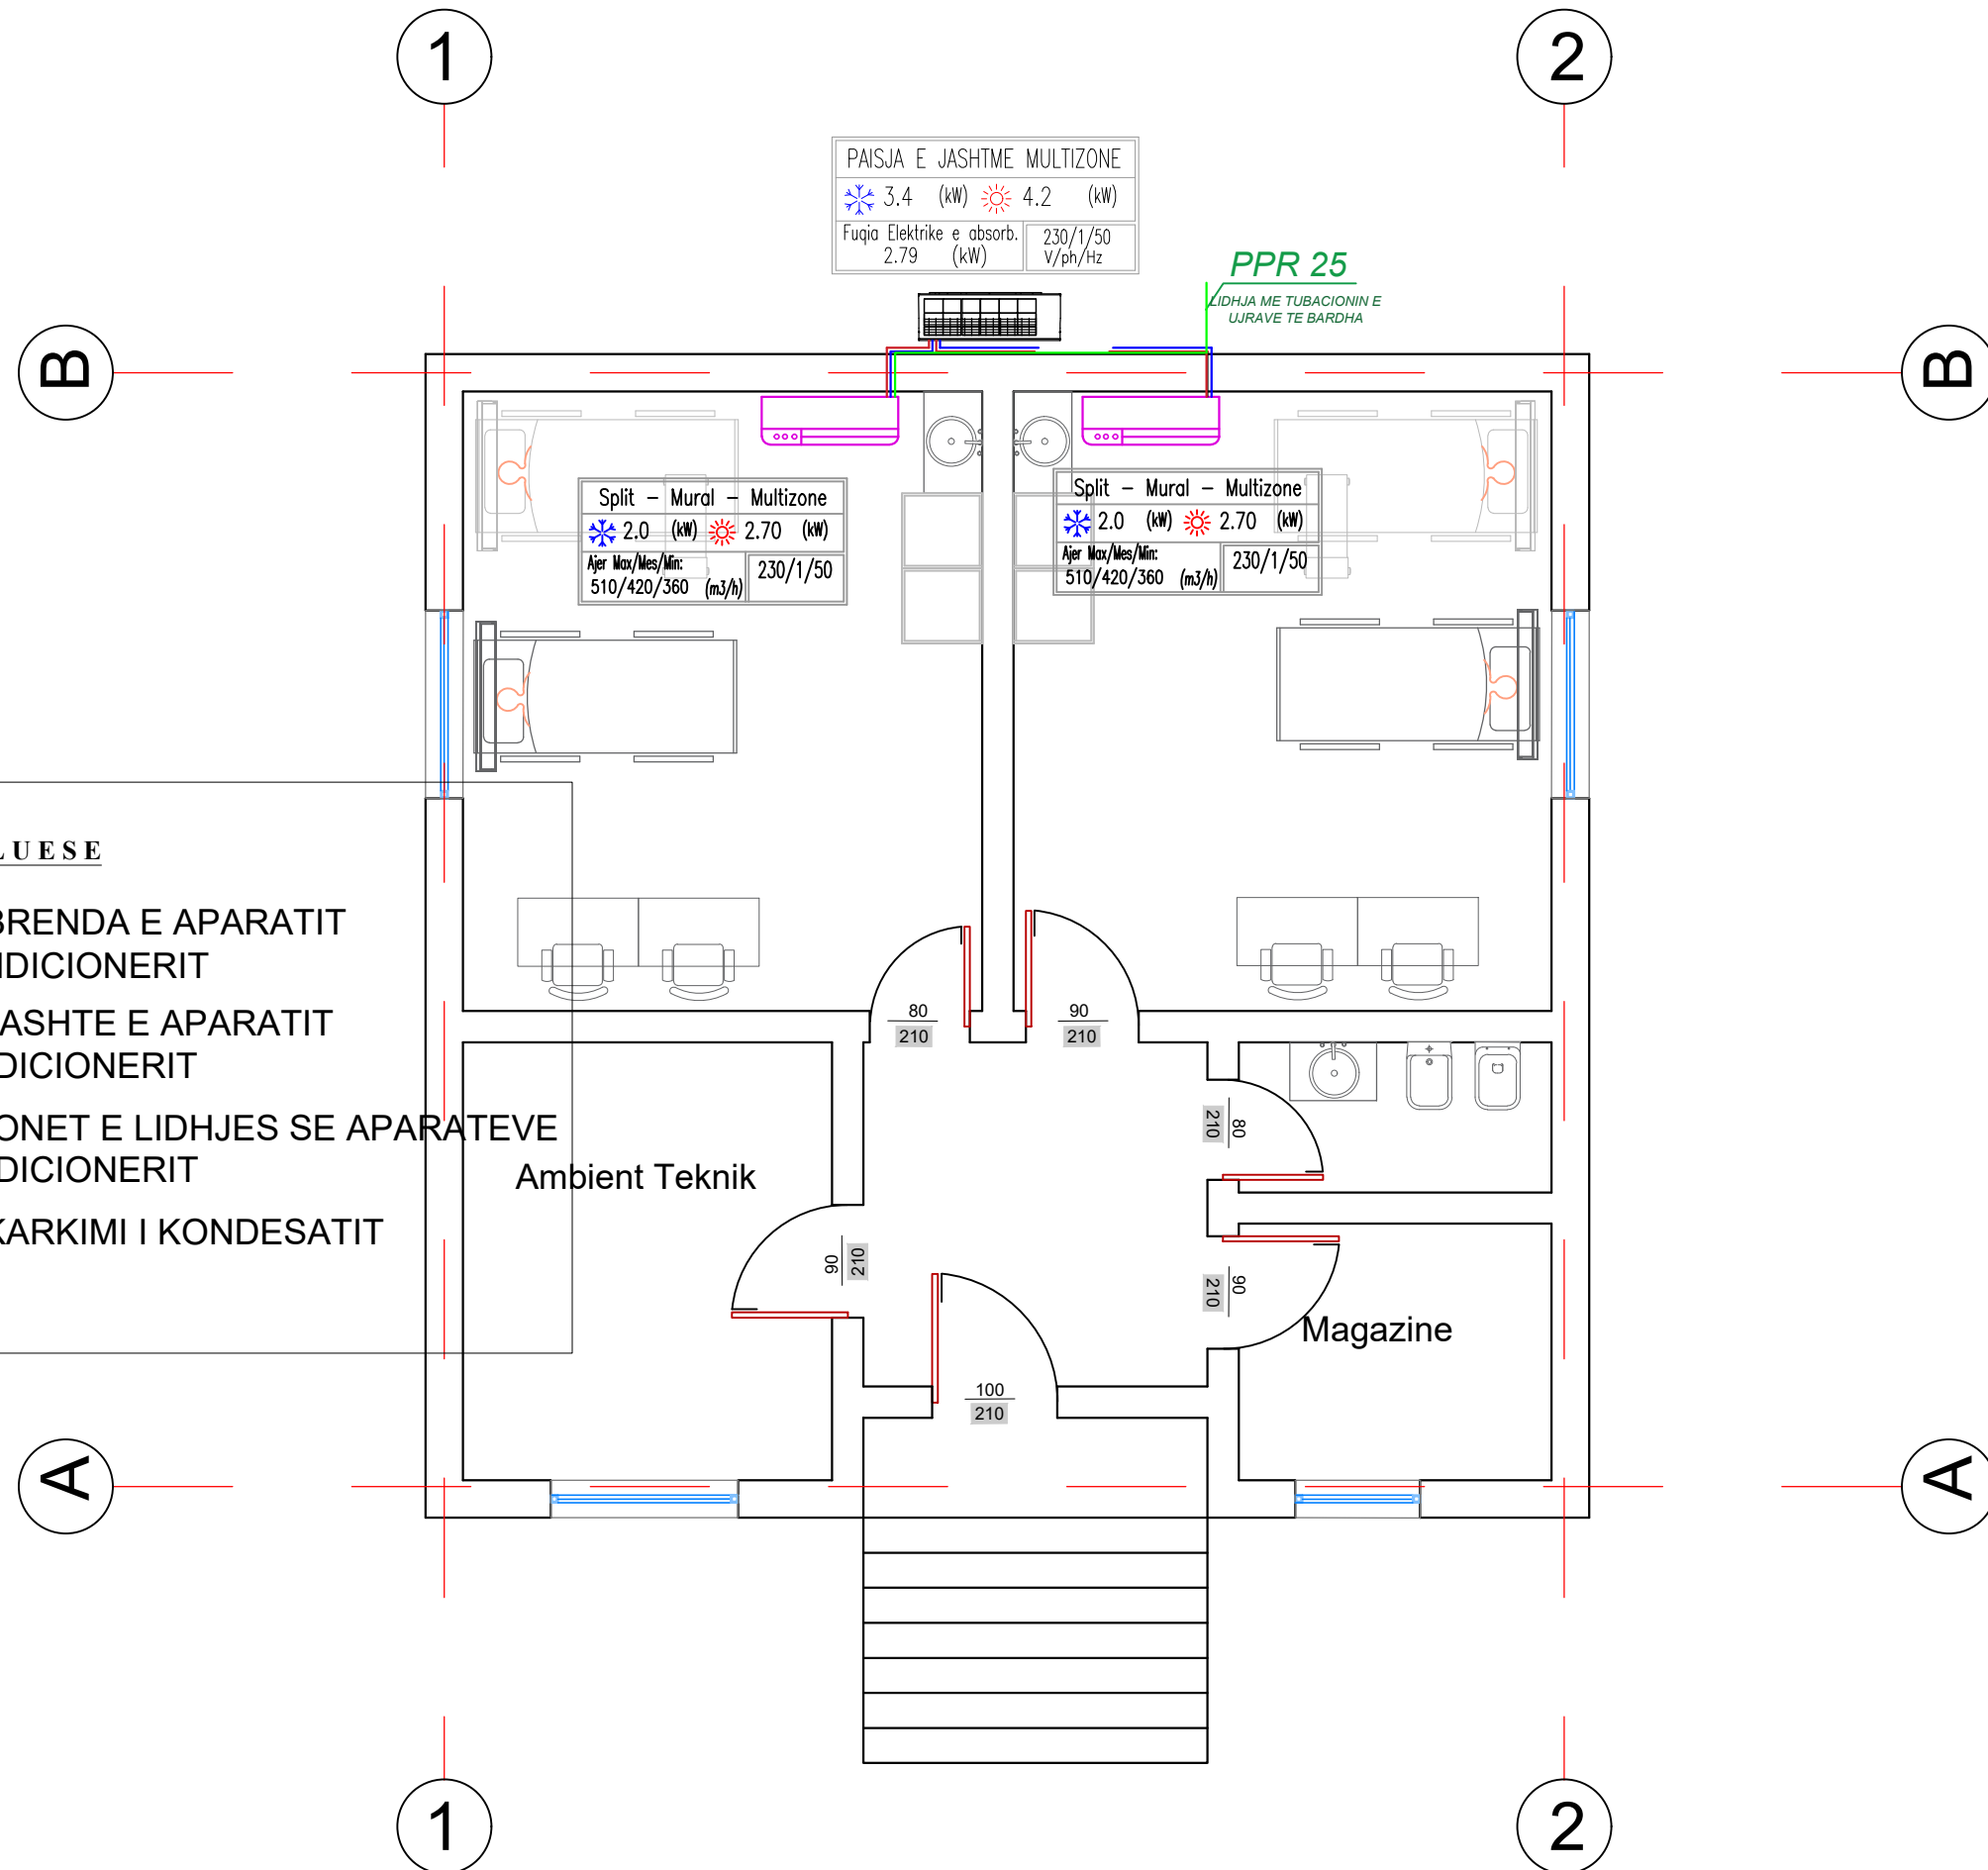 1
2
PAISJA E JASHTME MULTIZONE
3.4 (kW) 4.2 (kW)
Fuqia Elektrike e absorb.
2.79 (kW)
230/1/50
V/ph/Hz
PPR 25
LIDHJA ME TUBACIONIN E
UJRAVE TE BARDHA
B
B
Split - Mural - Multizone
2.0 (kW) 2.70 (kW)
Ajer Max/Mes/Min:
510/420/360 (m3/h)
230/1/50
Split - Mural - Multizone
2.0 (kW) 2.70 (kW)
Ajer Max/Mes/Min:
510/420/360 (m3/h)
230/1/50
LUESE
BRENDA E APARATIT
NDICIONERIT
JASHTE E APARATIT
DICIONERIT
ONET E LIDHJES SE APARATEVE
DICIONERIT
KARKIMI I KONDESATIT
80
210
90
210
80
210
Ambient Teknik
90
210
90
210
Magazine
100
210
A
A
1
2